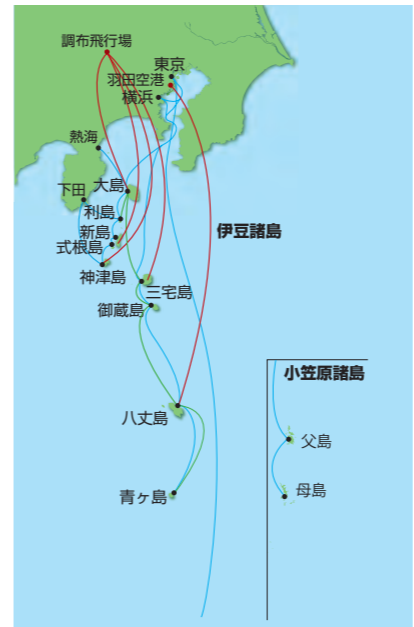 調布飛行場
東京
羽田空港
横浜
熱海
下田
大島
利島
新島
式根島
神津島
伊豆諸島
三宅島
御蔵島
八丈島
青ヶ島
小笠原諸島
父島
母島